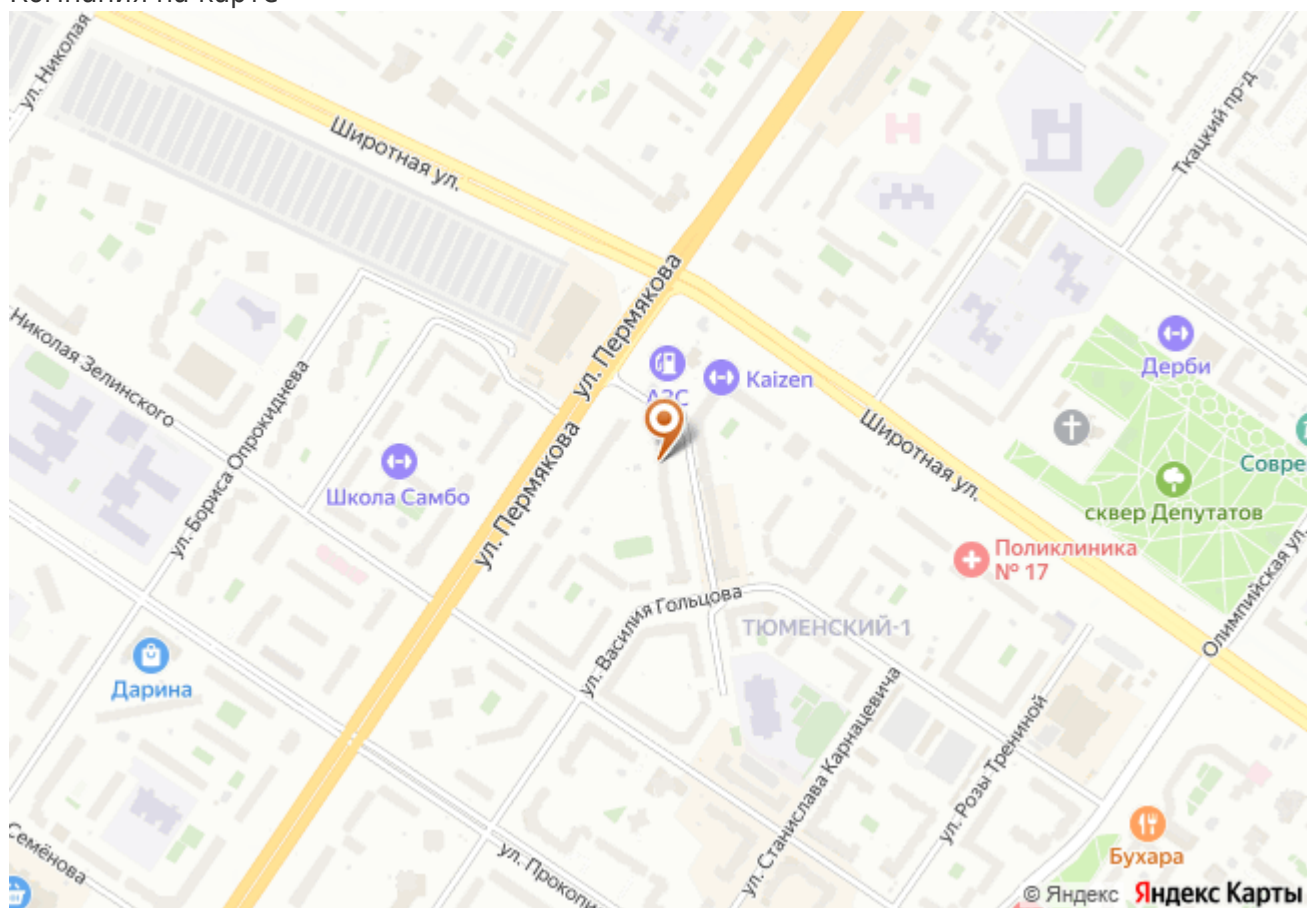 ул. Николая
Широтная ул.
Ткацкий пр-д
ул. Пермякова
Николая Зелинского
ул. Бориса Опрокиднева
АЗС
Kaizen
Дерби
ул. Пермякова
Школа Самбо
Широтная ул.
Совре
сквер Депутатов
Поликлиника
№ 17
Олимпийская ул.
ул. Василия Гольцова
ТЮМЕНСКИЙ-1
Дарина
ул. Станислава Карнацевича
ул. Розы Трениной
Семёнова
ул. Прокопи
Бухара
© Яндекс Яндекс Карты